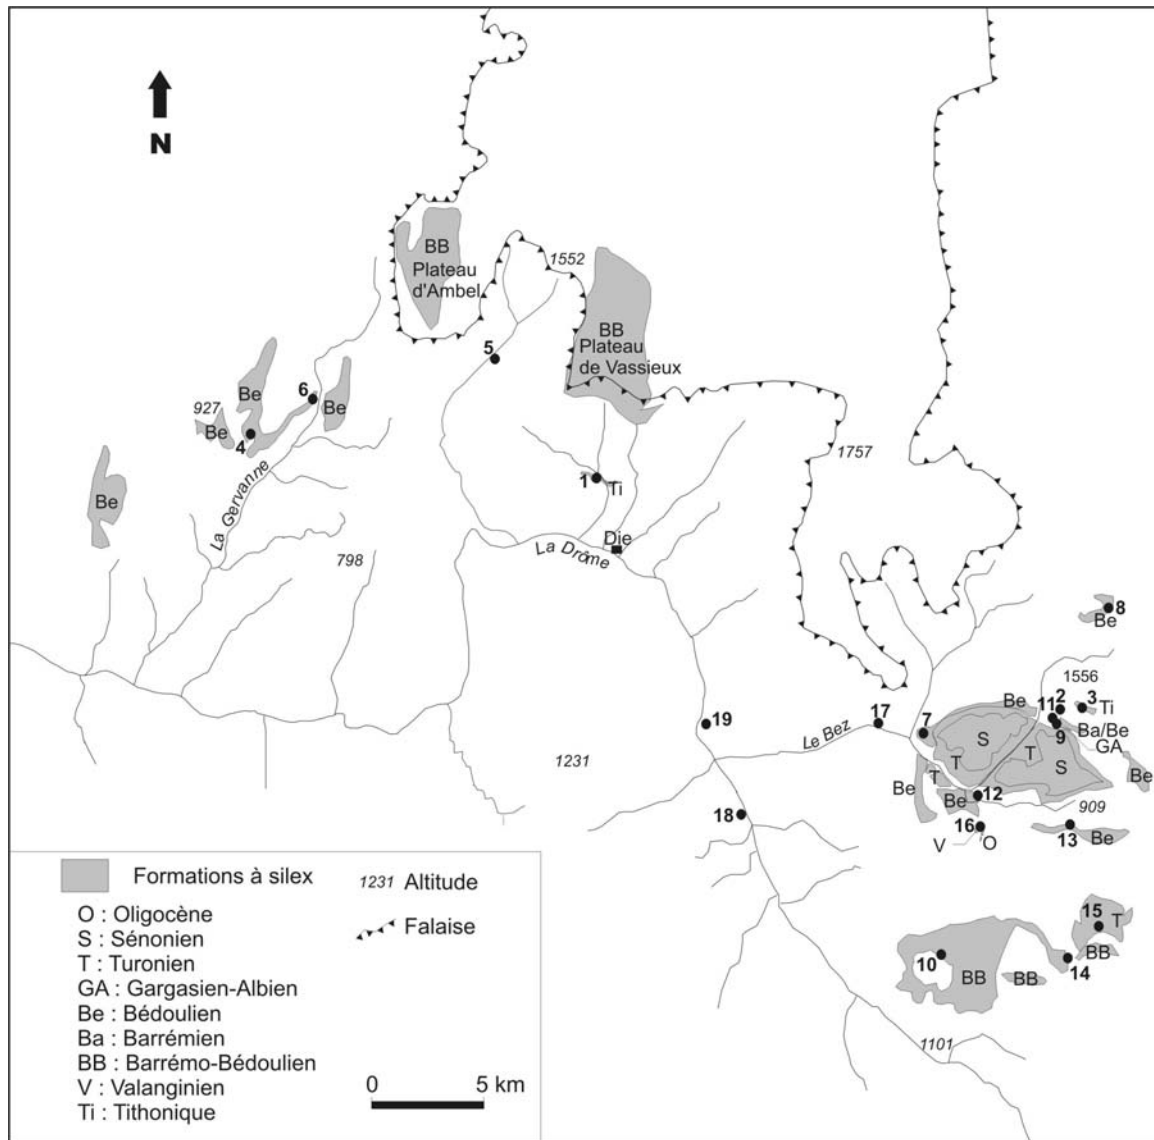 N
BB
Plateau
d'Ambel
1552
BB
Plateau
de Vassieux
5
6
Be
Be
927
Be
4
1757
La Gervanne
1
Ti
Be
Die
La Drôme
798
8
Be
1556
2
3
11
Ti
Be
19
17
7
9
Ba/Be
GA
Le Bez
S
T
T
S
1231
T
Be
Be
Be
12
909
18
16
13
Be
V
O
15
T
10
BB
BB
BB
14
1101
Formations à silex
1231 Altitude
Falaise
O : Oligocène
S : Sénonien
T : Turonien
GA : Gargasien-Albien
Be : Bédoulien
Ba : Barrémien
BB : Barrémo-Bédoulien
V : Valanginien
Ti : Tithonique
0 5 km